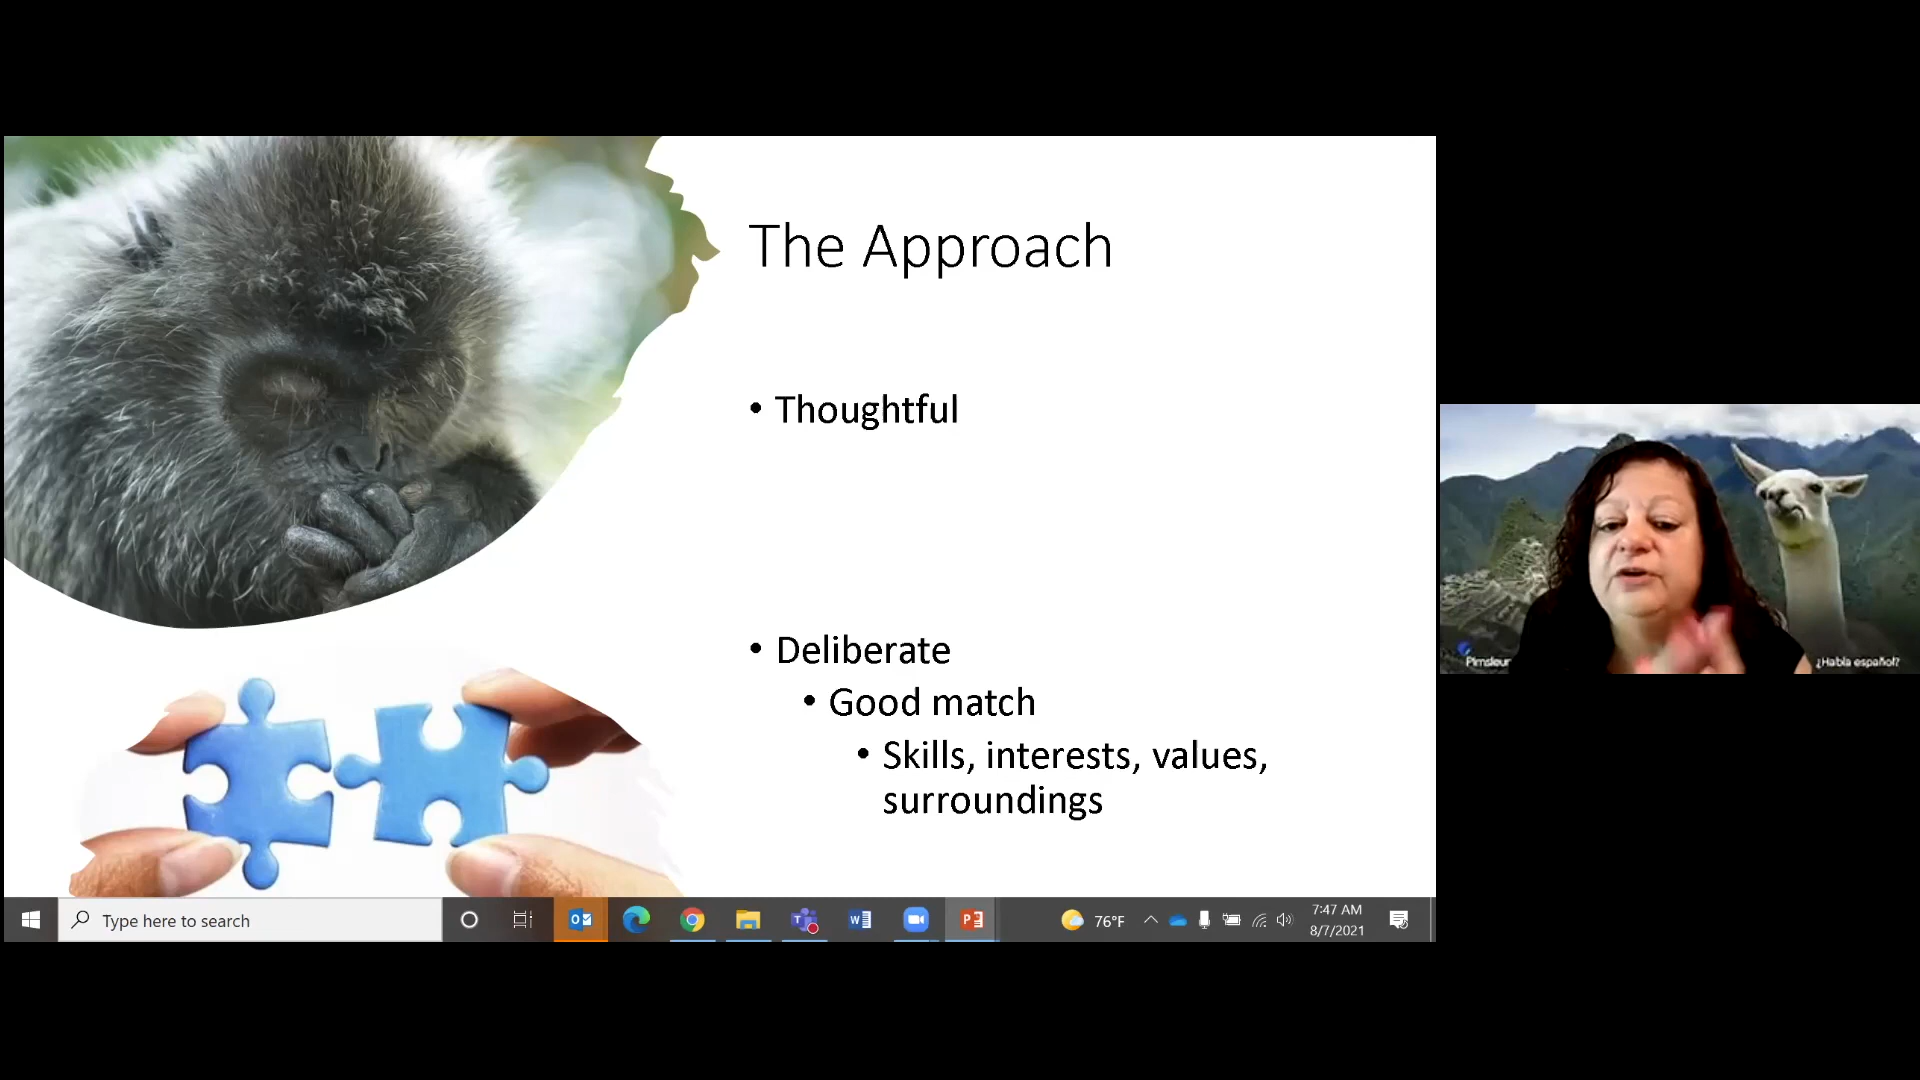 The Approach
• Thoughtful
• Deliberate
• Good match
• Skills, interests, values,
surroundings
Pimsleur
¿Habla español?
Type here to search
76°F
7:47 AM
8/7/2021